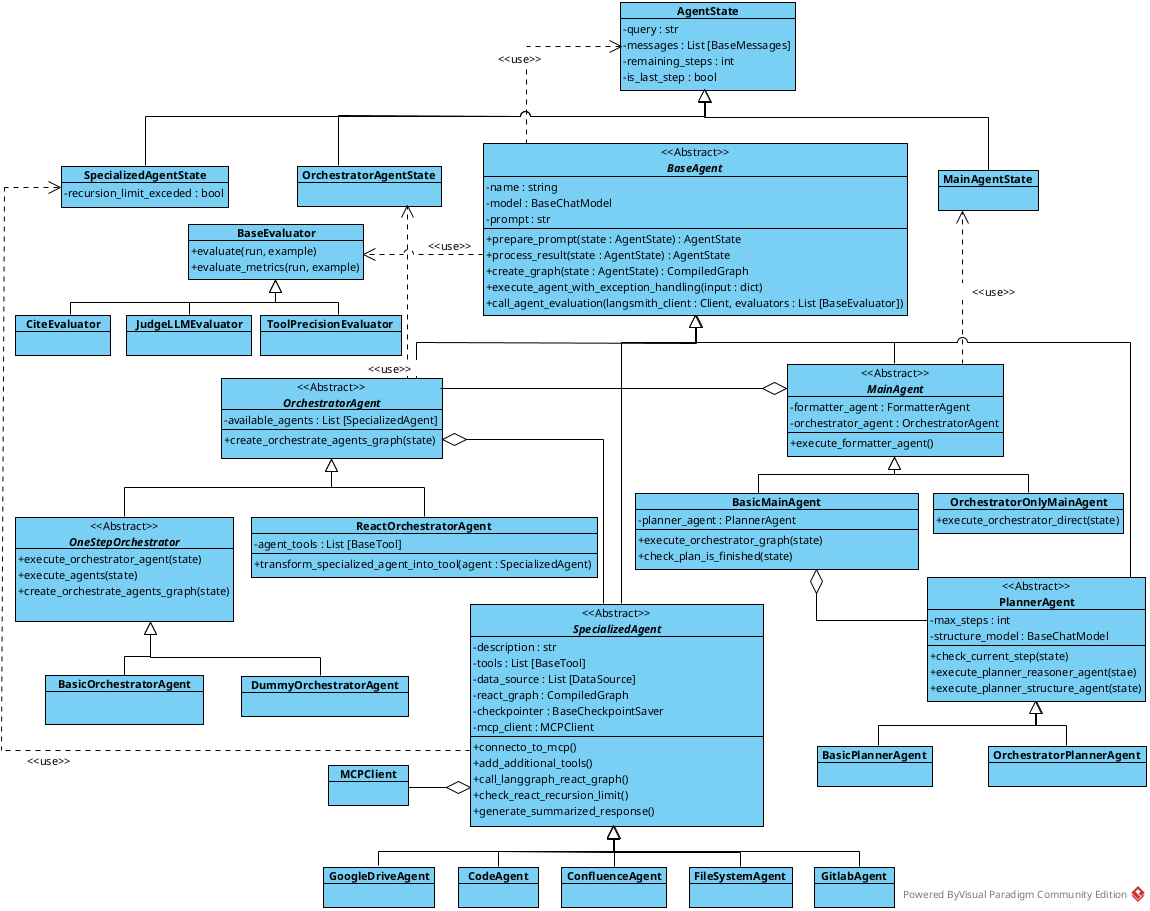 AgentState
-query : str
-messages : List [BaseMessages]
-remaining_steps : int
-is_last_step : bool
<<use>>
<<Abstract>>
BaseAgent
-name : string
-model : BaseChatModel
-prompt : str
+prepare_prompt(state : AgentState) : AgentState
+process_result(state : AgentState) : AgentState
+create_graph(state : AgentState) : CompiledGraph
+execute_agent_with_exception_handling(input : dict)
+call_agent_evaluation(langsmith_client : Client, evaluators : List [BaseEvaluator])
SpecializedAgentState
-recursion_limit_exceded : bool
OrchestratorAgentState
MainAgentState
BaseEvaluator
+evaluate(run, example)
+evaluate_metrics(run, example)
<<use>>
<<use>>
CiteEvaluator
JudgeLLMEvaluator
ToolPrecisionEvaluator
<<use>>
<<Abstract>>
OrchestratorAgent
-available_agents : List [SpecializedAgent]
+create_orchestrate_agents_graph(state)
<<Abstract>>
MainAgent
-formatter_agent : FormatterAgent
-orchestrator_agent : OrchestratorAgent
+execute_formatter_agent()
<<Abstract>>
OneStepOrchestrator
+execute_orchestrator_agent(state)
+execute_agents(state)
+create_orchestrate_agents_graph(state)
ReactOrchestratorAgent
-agent_tools : List [BaseTool]
+transform_specialized_agent_into_tool(agent : SpecializedAgent)
BasicMainAgent
-planner_agent : PlannerAgent
+execute_orchestrator_graph(state)
+check_plan_is_finished(state)
OrchestratorOnlyMainAgent
+execute_orchestrator_direct(state)
<<Abstract>>
PlannerAgent
-max_steps : int
-structure_model : BaseChatModel
+check_current_step(state)
+execute_planner_reasoner_agent(stae)
+execute_planner_structure_agent(state)
<<Abstract>>
SpecializedAgent
-description : str
-tools : List [BaseTool]
-data_source : List [DataSource]
-react_graph : CompiledGraph
-checkpointer : BaseCheckpointSaver
-mcp_client : MCPClient
+connecto_to_mcp()
+add_additional_tools()
+call_langgraph_react_graph()
+check_react_recursion_limit()
+generate_summarized_response()
BasicOrchestratorAgent
DummyOrchestratorAgent
<<use>>
MCPClient
BasicPlannerAgent
OrchestratorPlannerAgent
GoogleDriveAgent
CodeAgent
ConfluenceAgent
FileSystemAgent
GitlabAgent
Powered ByVisual Paradigm Community Edition